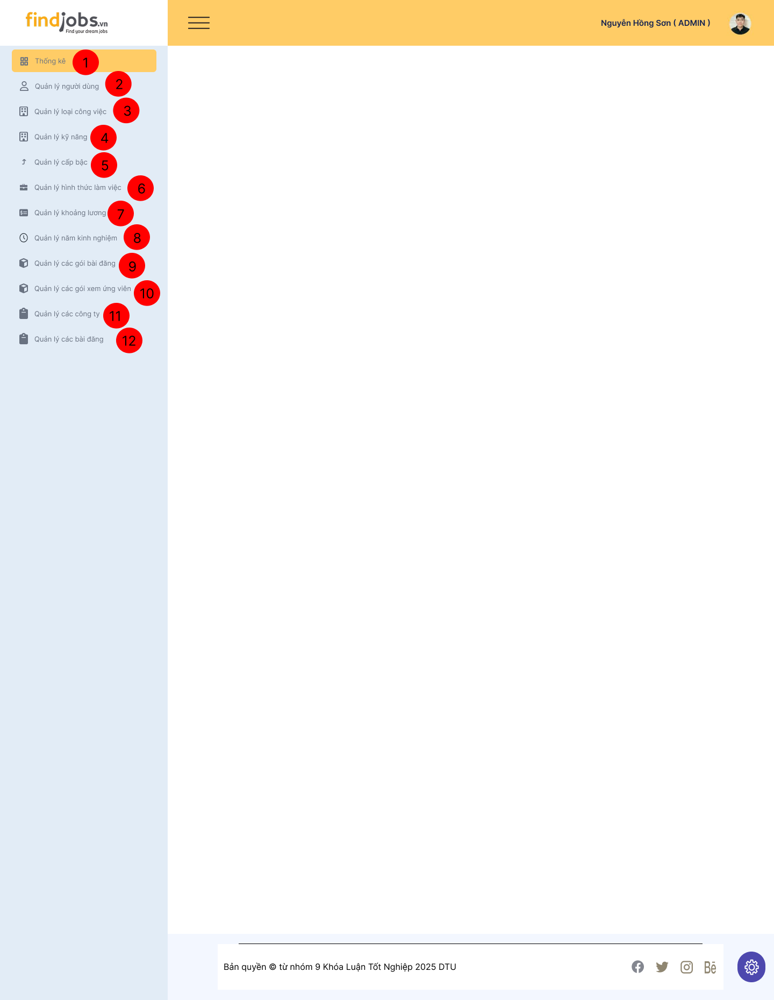 findjobs.vn
Find your dream jobs
Nguyễn Hồng Sơn ( ADMIN )
Thống kê 1
Quản lý người dùng 2
Quản lý loại công việc 3
Quản lý kỹ năng 4
Quản lý cấp bậc 5
Quản lý hình thức làm việc 6
Quản lý khoảng lương 7
Quản lý năm kinh nghiệm 8
Quản lý các gói bài đăng 9
Quản lý các gói xem ứng viên 10
Quản lý các công ty 11
Quản lý các bài đăng 12
Bản quyền © từ nhóm 9 Khóa Luận Tốt Nghiệp 2025 DTU